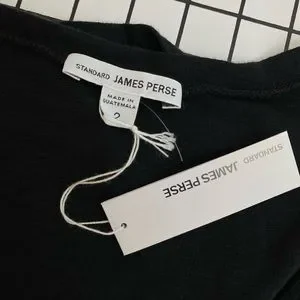 STANDARD JAMES PERSE
MADE IN
GUATEMALA
2
STANDARD JAMES PERSE